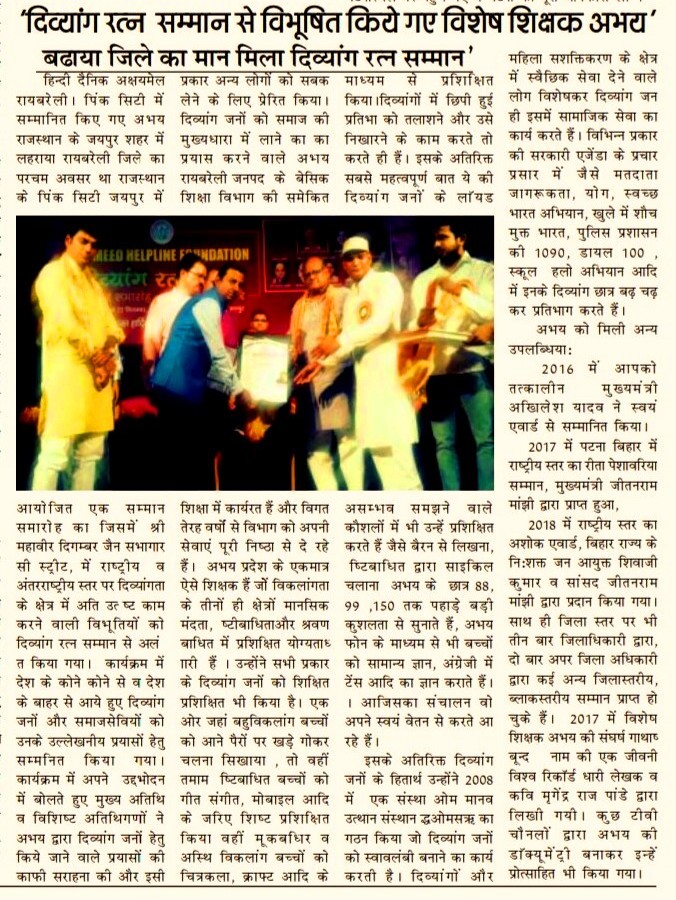 ‘दिव्यांग रत्न सम्मान से विभूषित किये गए विशेष शिक्षक अभय’
बढाया जिले का मान मिला दिव्यांग रत्न सम्मान’
हिन्दी दैनिक अक्षयमेल
रायबरेली। पिंक सिटी में
सम्मानित किए गए अभय
राजस्थान के जयपुर शहर में
लहराया रायबरेली जिले का
परचम अवसर था राजस्थान
के पिंक सिटी जयपुर में
MEED HELPLINE FOUNDATION
दिव्यांग रत्
आयोजित एक सम्मान
समारोह का जिसमें श्री
महावीर दिगम्बर जैन सभागार
सी स्ट्रीट, में राष्ट्रीय व
अंतरराष्ट्रीय स्तर पर दिव्यांगता
के क्षेत्र में अति उत्ष्ट काम
करने वाली विभूतियों को
दिव्यांग रत्न सम्मान से अलं
त किया गया। कार्यक्रम में
देश के कोने कोने से व देश
के बाहर से आये हुए दिव्यांग
जनों और समाजसेवियों को
उनके उल्लेखनीय प्रयासों हेतु
सम्मनित किया गया।
कार्यक्रम में अपने उद्दभोदन
में बोलते हुए मुख्य अतिथि
व विशिष्ट अतिथिगणों ने
अभय द्वारा दिव्यांग जनों हेतु
किये जाने वाले प्रयासों की
काफी सराहना की और इसी
प्रकार अन्य लोगों को सबक
लेने के लिए प्रेरित किया।
दिव्यांग जनों को समाज की
मुख्यधारा में लाने का का
प्रयास करने वाले अभय
रायबरेली जनपद के बेसिक
शिक्षा विभाग की समेकित
शिक्षा में कार्यरत हैं और विगत
तेरह वर्षो से विभाग को अपनी
सेवाएं पूरी निष्ठा से दे रहे
हैं। अभय प्रदेश के एकमात्र
ऐसे शिक्षक हैं जों विकलांगता
के तीनों ही क्षेत्रों मानसिक
मंदता, ष्टिबाधिताऔ श्रवण
बाधित में प्रशिक्षित योग्यताध
ारी हैं । उन्होंने सभी प्रकार
के दिव्यांग जनों को शिक्षित
प्रशिक्षित भी किया है। एक
ओर जहां बहुविकलांग बच्चों
को आने पैरों पर खड़े गोकर
चलना सिखाया , तो वहीं
तमाम ष्टिबाधित बच्चों को
गीत संगीत, मोबाइल आदि
के जरिए शिष्ट प्रशिक्षित
किया वहीं मूकबधिर व
अस्थि विकलांग बच्चों को
चित्रकला, क्राफ्ट आदि के
माध्यम से प्रशिक्षित
किया।दिव्यांगों में छिपी हुई
प्रतिभा को तलाशने और उसे
निखारने के काम करते तो
करते ही हैं। इसके अतिरिक्त
सबसे महत्वपूर्ण बात ये की
दिव्यांग जनों के लॉयड
असम्भव समझने वाले
कौशलों में भी उन्हें प्रशिक्षित
करते हैं जैसे बैरन से लिखना,
ष्टिबाधित द्वारा साइकिल
चलाना अभय के छात्र 88,
99 ,150 तक पहाड़े बड़ी
कुशलता से सुनाते हैं, अभय
फोन के माध्यम से भी बच्चों
को सामान्य ज्ञान, अंग्रेजी में
टेंस आदि का ज्ञान कराते हैं।
। आजिसका संचालन वो
अपने स्वयं वेतन से करते आ
रहे हैं।
इसके अतिरिक्त दिव्यांग
जनों के हितार्थ उन्होंने 2008
में एक संस्था ओम मानव
उत्थान संस्थान द्धओमसऋ का
गठन किया जो दिव्यांग जनों
को स्वावलंबी बनाने का कार्य
करती है। दिव्यांगों और
महिला सशक्तिकरण के क्षेत्र
में स्वैछिक सेवा देने वाले
लोग विशेषकर दिव्यांग जन
ही इसमें सामाजिक सेवा का
कार्य करते हैं। विभिन्न प्रकार
की सरकारी एजेंडा के प्रचार
प्रसार में जैसे मतदाता
जागरूकता, योग, स्वच्छ
भारत अभियान, खुले में शौच
मुक्त भारत, पुलिस प्रशासन
की 1090, डायल 100 ,
स्कूल हलो अभियान आदि
में इनके दिव्यांग छात्र बढ़ चढ़
कर प्रतिभाग करते हैं।
अभय को मिली अन्य
उपलब्धिया:
2016 में आपको
तत्कालीन मुख्यमंत्री
अखिलेश यादव ने स्वयं
एवार्ड से सम्मानित किया।
2017 में पटना बिहार में
राष्ट्रीय स्तर का रीता पेशावरिया
सम्मान, मुख्यमंत्री जीतनराम
मांझी द्वारा प्राप्त हुआ,
2018 में राष्ट्रीय स्तर का
अशोक एवार्ड, बिहार राज्य के
नि:शक्त जन आयुक्त शिवाजी
कुमार व सांसद जीतनराम
मांझी द्वारा प्रदान किया गया।
साथ ही जिला स्तर पर भी
तीन बार जिलाधिकारी द्वारा,
दो बार अपर जिला अधिकारी
द्वारा कई अन्य जिलास्तरीय,
ब्लाकस्तरीय सम्मान प्राप्त हो
चुके हैं। 2017 में विशेष
शिक्षक अभय की संघर्ष गाथाष्
बून्द नाम की एक जीवनी
विश्व रिकॉर्ड धारी लेखक व
कवि मृगेंद्र राज पांडे द्वारा
लिखी गयी। कुछ टीवी
चौनलों द्वारा अभय को
डॉक्यूमेंट्री बनाकर इन्हें
प्रोत्साहित भी किया गया।